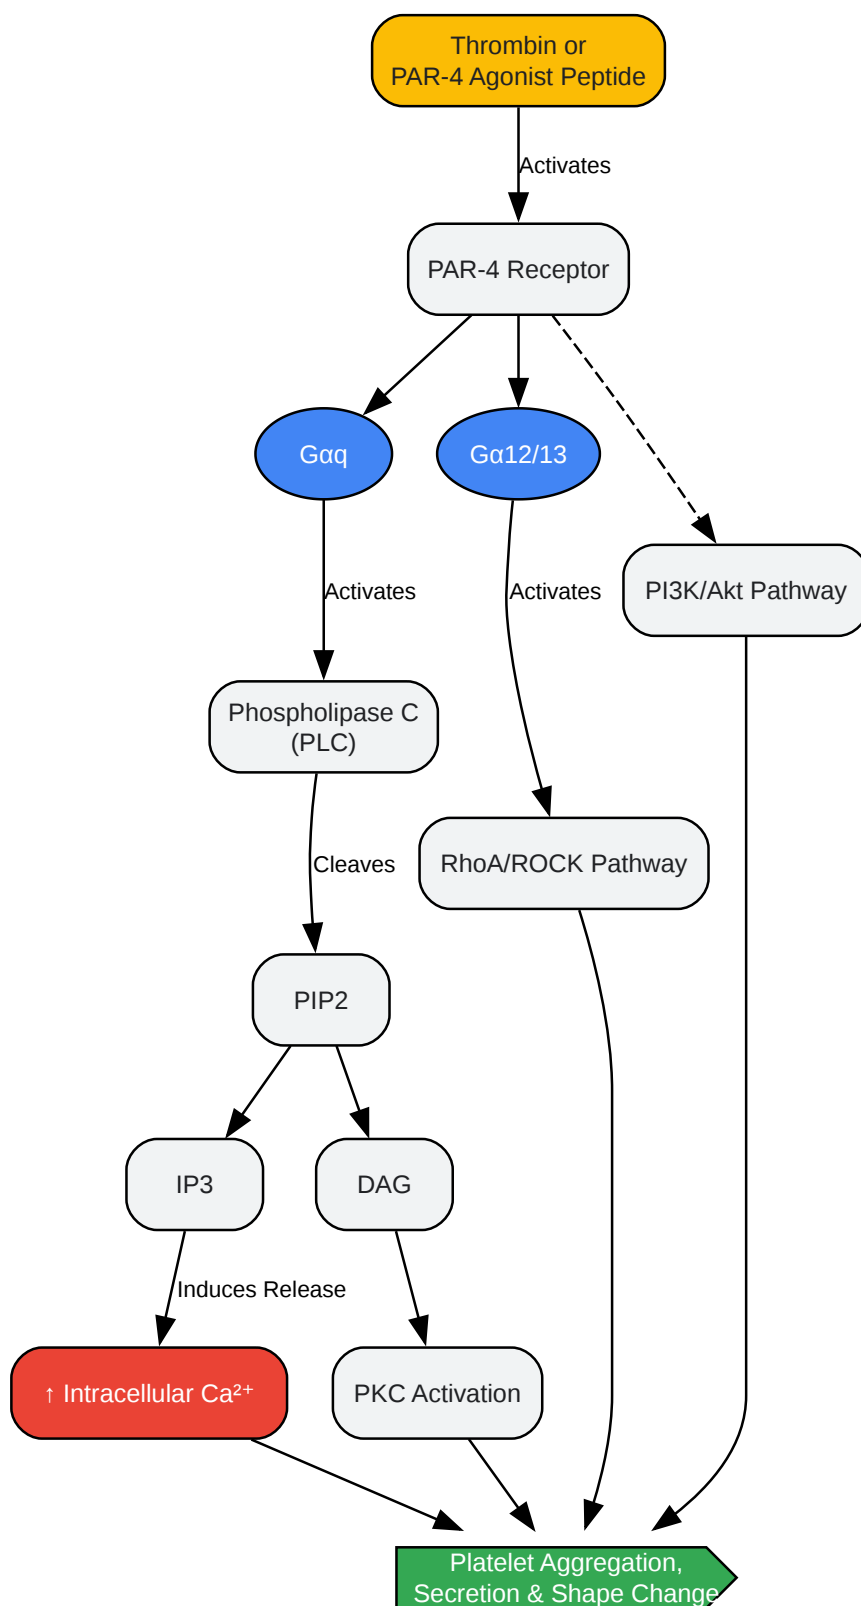 Thrombin or
PAR-4 Agonist Peptide
Activates
PAR-4 Receptor
Gαq
Gα12/13
Activates
Activates
PI3K/Akt Pathway
Phospholipase C
(PLC)
Cleaves
RhoA/ROCK Pathway
PIP2
IP3
DAG
Induces Release
↑ Intracellular Ca²⁺
PKC Activation
Platelet Aggregation,
Secretion & Shape Change